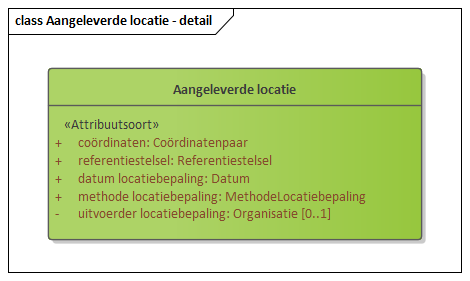 class Aangeleverde locatie - detail
Aangeleverde locatie
«Attribuutsoort»
+ coördinaten: Coördinatenpaar
+ referentiestelsel: Referentiestelsel
+ datum locatiebepaling: Datum
+ methode locatiebepaling: MethodeLocatiebepaling
- uitvoerder locatiebepaling: Organisatie [0..1]